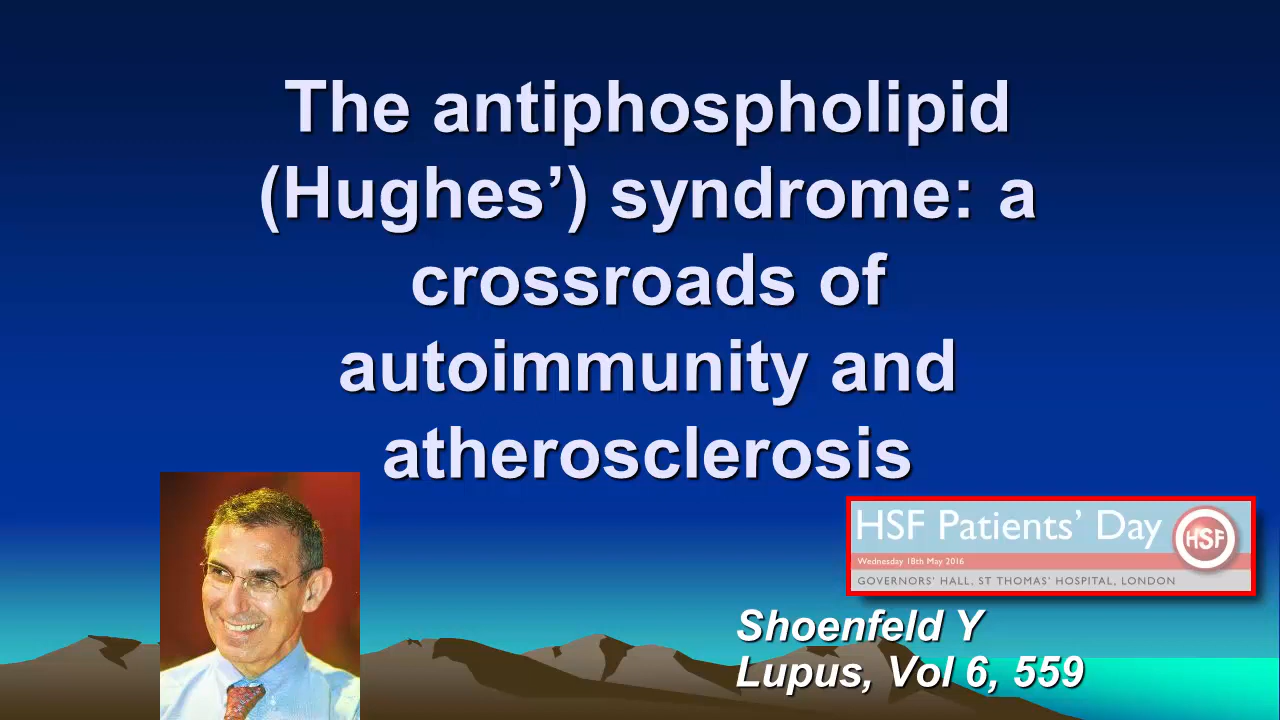 The antiphospholipid
(Hughes’) syndrome: a
crossroads of
autoimmunity and
atherosclerosis
HSF Patients’ Day
HSF
Wednesday 18th May 2016
GOVERNORS’ HALL, ST THOMAS’ HOSPITAL, LONDON
Shoenfeld Y
Lupus, Vol 6, 559